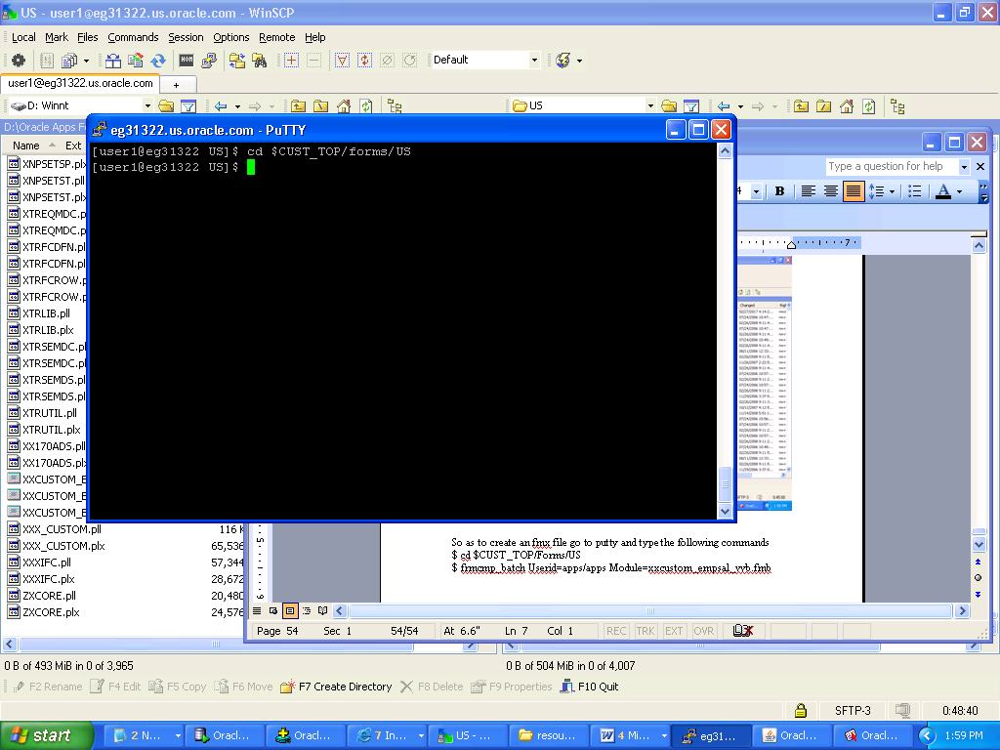 US - user1@eg31322.us.oracle.com - WinSCP
Local Mark Files Commands Session Options Remote Help
Default
user1@eg31322.us.oracle.com +
D: Winnt
US
D:\Oracle Apps F
Name Ext
eg31322.us.oracle.com - PuTTY
[user1@eg31322 US]$ cd $CUST_TOP/forms/US
[user1@eg31322 US]$
Type a question for help
XNPSETSP.pl
XNPSETST.pll
XNPSETST.plx
XTREQMDC.p
XTREQMDC.p
XTRFCDFN.pl
XTRFCDFN.pl
XTRFCROW.p
XTRFCROW.p
XTRLIB.pll
XTRLIB.plx
XTRSEMDC.pl
XTRSEMDC.pl
XTRSEMDS.pl
XTRSEMDS.pl
XTRUTIL.pll
XTRUTIL.plx
XX170ADS.pll
XX170ADS.plx
XXCUSTOM_E
XXCUSTOM_E
XXCUSTOM_E
XXX_CUSTOM.pll 116 K
XXX_CUSTOM.plx 65,536
XXXIFC.pll 57,344
XXXIFC.plx 28,672
ZXCORE.pll 20,480
ZXCORE.plx 24,576
7
5
6
So as to create an fmx file go to putty and type the following commands
$ cd $CUST_TOP/Forms/US
$ frmcmp_batch Userid=apps/apps Module=xxcustom_empsal_vvb.fmb
Page 54 Sec 1 54/54 At 6.6" Ln 7 Col 1 REC TRK EXT OVR
0 B of 493 MiB in 0 of 3,965
0 B of 504 MiB in 0 of 4,007
F2 Rename F4 Edit F5 Copy F6 Move F7 Create Directory F8 Delete F9 Properties F10 Quit
SFTP-3 0:48:40
start 2 N... Oracl... Oracl... 7 In... US - ... resou... 4 Mi... eg31... Oracl... Oracl... 1:59 PM